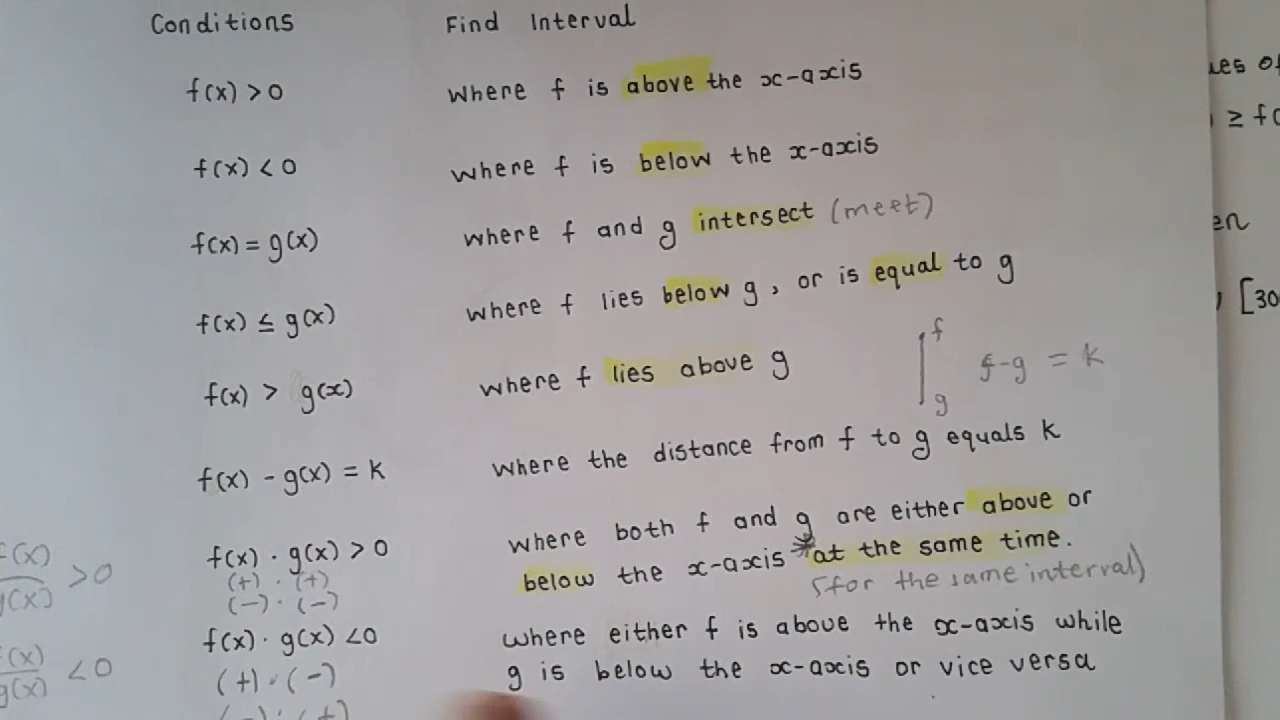 Conditions Find Interval
f(x) > 0 where f is above the x-axis
f(x) < 0 where f is below the x-axis
f(x) = g(x) where f and g intersect (meet)
f(x) ≤ g(x) where f lies below g, or is equal to g
f(x) > g(x) where f lies above g
f
g
f-g = k
f(x) - g(x) = k where the distance from f to g equals k
f(x) · g(x) > 0 where both f and g are either above or
(+) · (+) below the x-axis *at the same time.
(-) · (-) (for the same interval)
f(x) · g(x) < 0 where either f is above the x-axis while
(+) · (-) g is below the x-axis or vice versa
(-) · (+)
f(x)
g(x) > 0
f(x)
g(x) < 0
≥ f(
[30